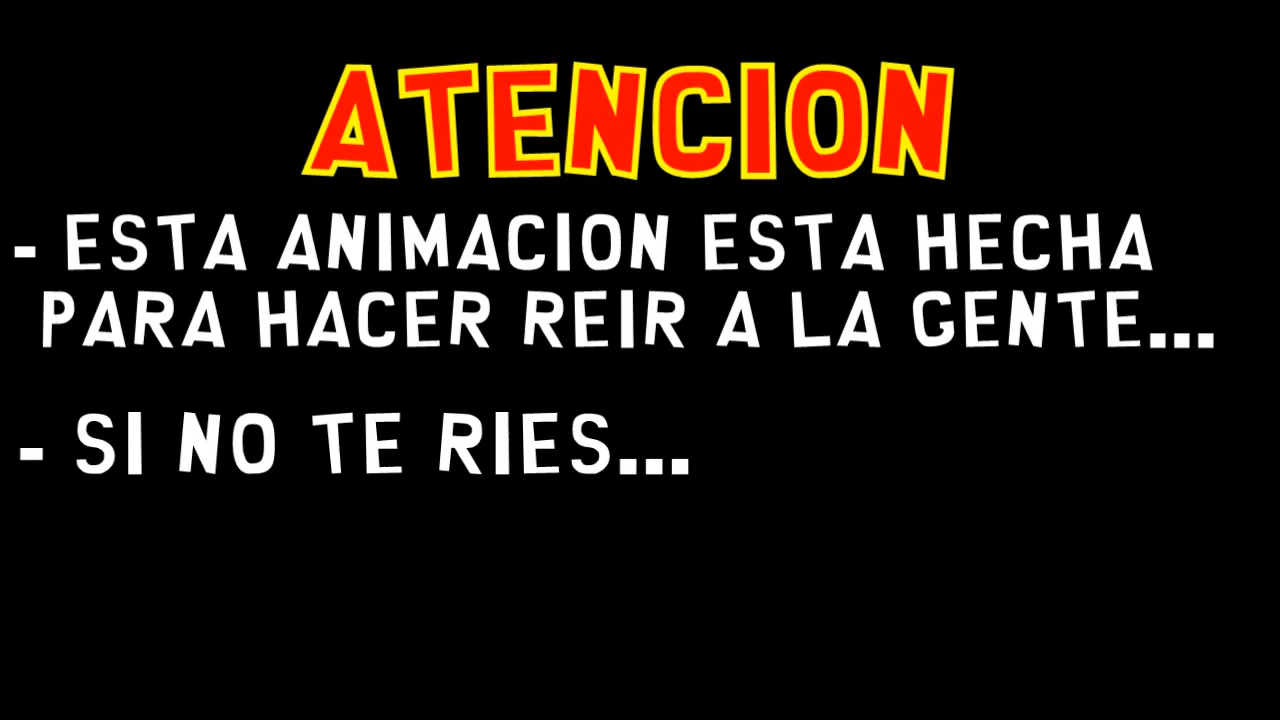 ATENCION
- ESTA ANIMACION ESTA HECHA
PARA HACER REIR A LA GENTE...
- SI NO TE RIES...